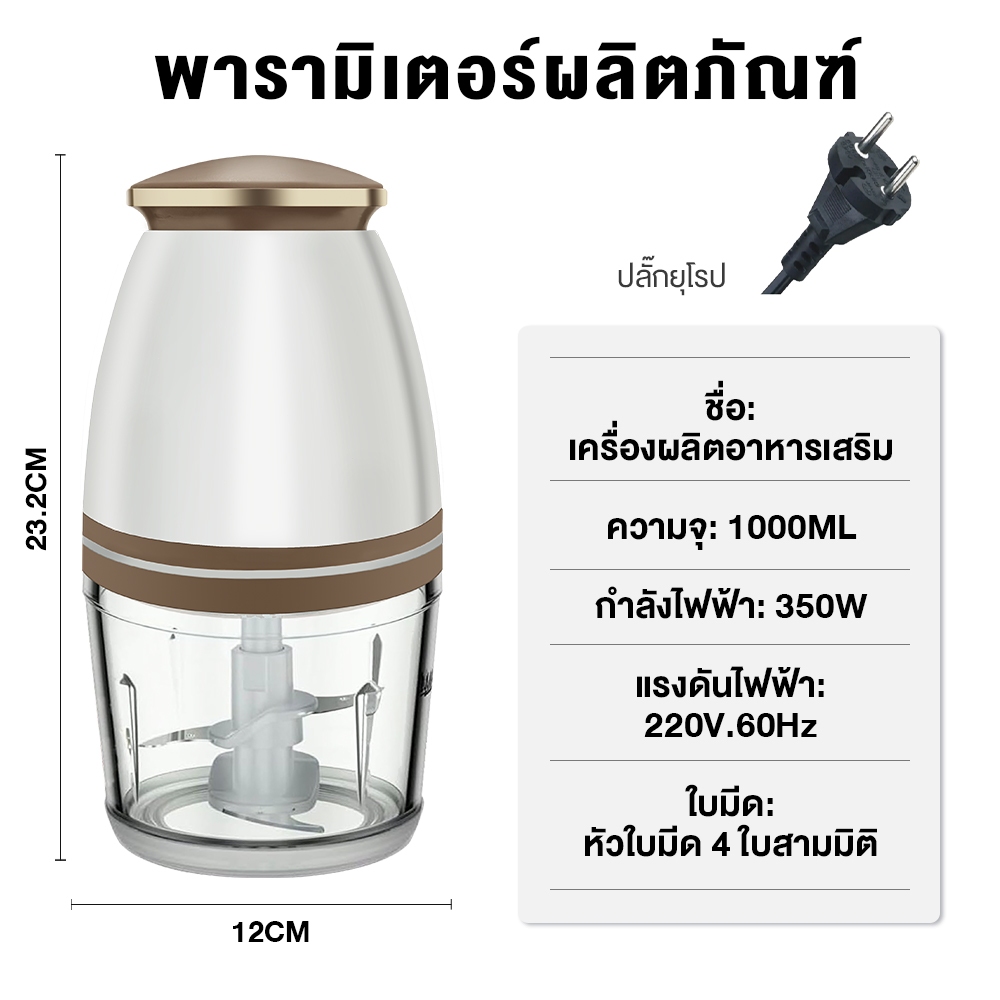 พารามิเตอร์ผลิตภัณฑ์
ปลั๊กยุโรป
ชื่อ:
เครื่องผลิตอาหารเสริม
ความจุ: 1000ML
กำลังไฟฟ้า: 350W
แรงดันไฟฟ้า:
220V.60Hz
ใบมีด:
หัวใบมีด 4 ใบสามมิติ
23.2CM
12CM